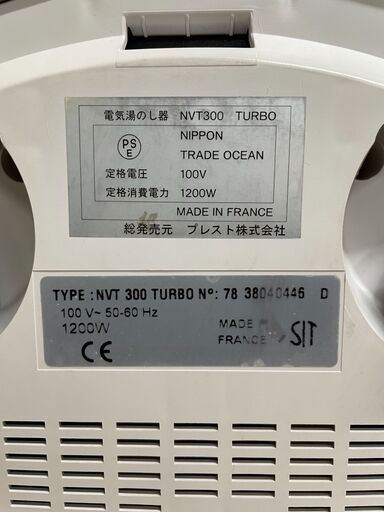 電気湯のし器 NVT300 TURBO
PS
E
NIPPON
TRADE OCEAN
定格電圧 100V
定格消費電力 1200W
MADE IN FRANCE
総発売元 プレスト株式会社
TYPE : NVT 300 TURBO Nº: 78 38040446 D
100 V~ 50-60 Hz
1200W
CE
MADE
FRANCE
SIT